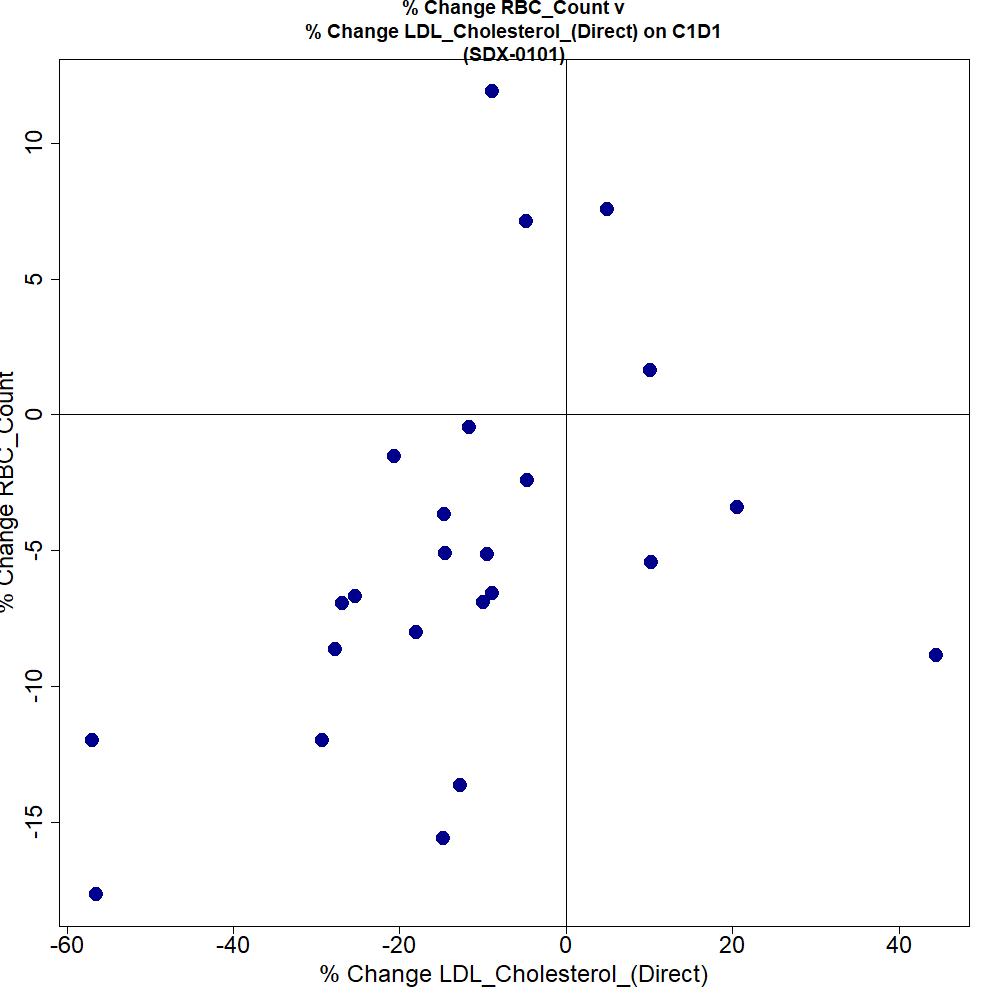 % Change RBC_Count v
% Change LDL_Cholesterol_(Direct) on C1D1
(SDX-0101)
% Change RBC_Count
10
5
0
-5
-10
-15
-60
-40
-20
0
20
40
% Change LDL_Cholesterol_(Direct)